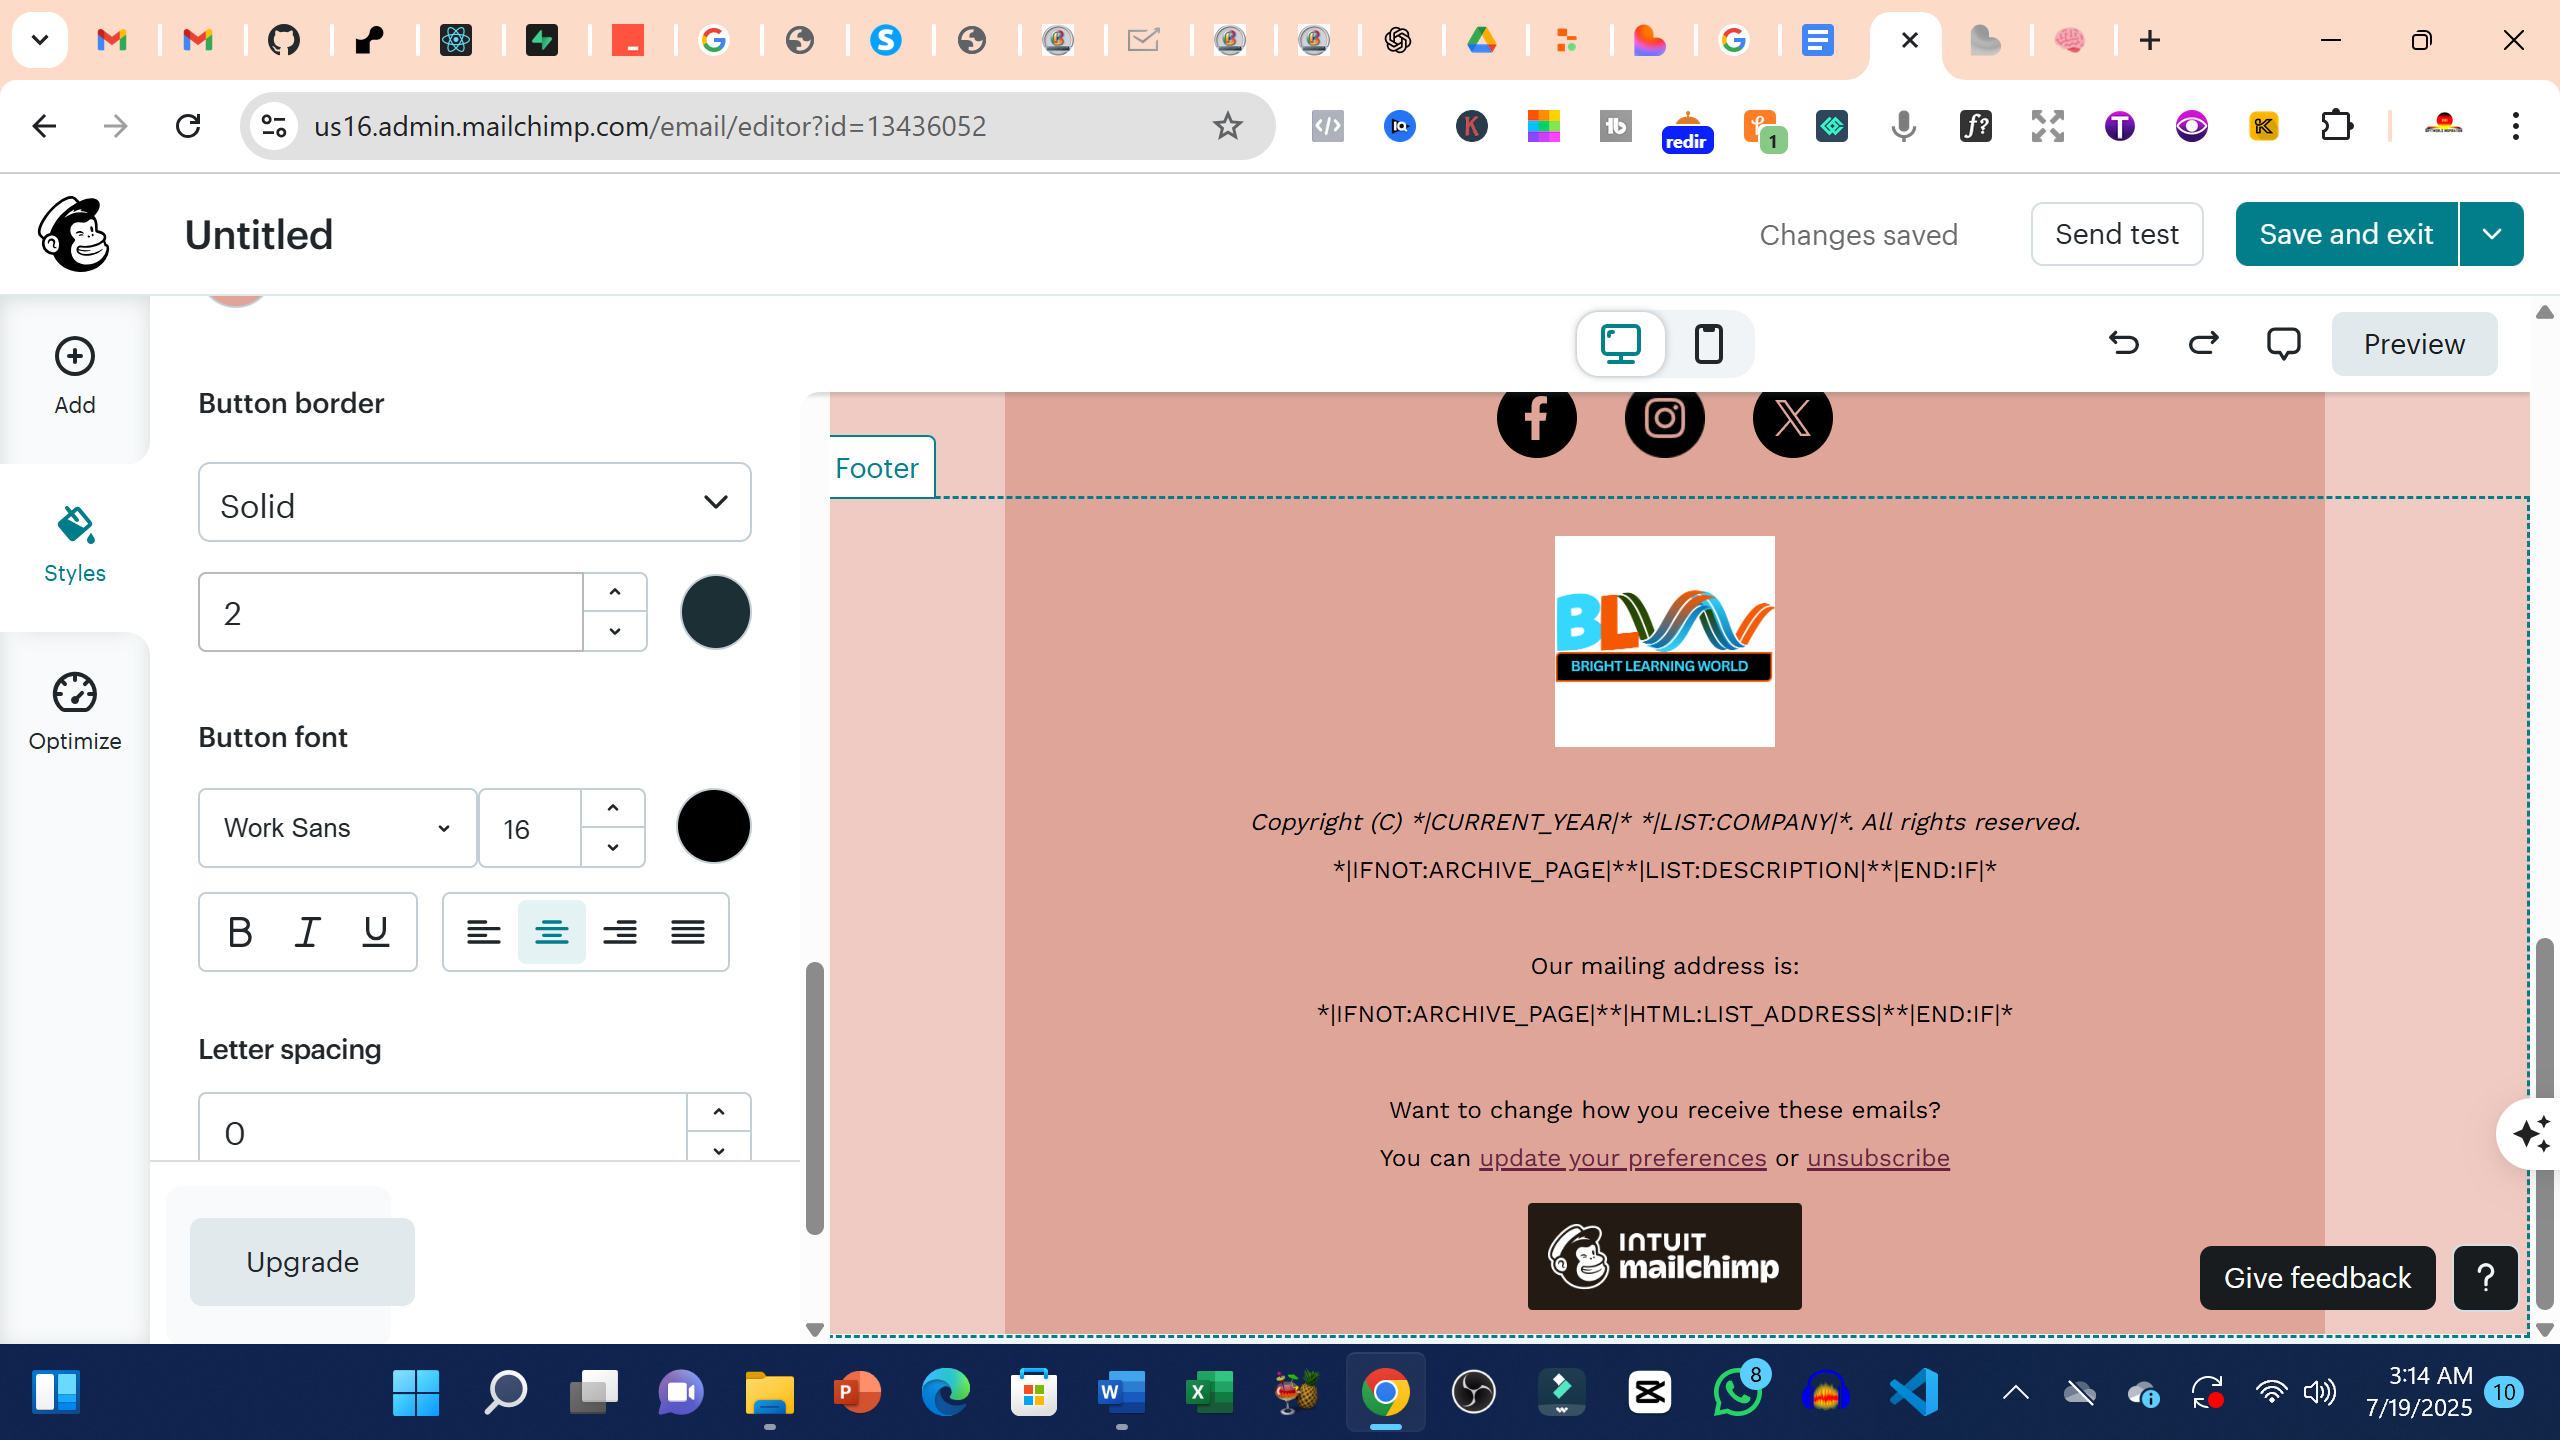 us16.admin.mailchimp.com/email/editor?id=13436052
redir
1
Untitled
Changes saved
Send test
Save and exit
Add
Styles
Optimize
Preview
Button border
Solid
2
Button font
Work Sans
16
B I U
Letter spacing
0
Upgrade
Footer
BLW
BRIGHT LEARNING WORLD
Copyright (C) *|CURRENT_YEAR|* *|LIST:COMPANY|*. All rights reserved.
*|IFNOT:ARCHIVE_PAGE|**|LIST:DESCRIPTION|**|END:IF|*
Our mailing address is:
*|IFNOT:ARCHIVE_PAGE|**|HTML:LIST_ADDRESS|**|END:IF|*
Want to change how you receive these emails?
You can update your preferences or unsubscribe
INTUIT
mailchimp
Give feedback
?
8
3:14 AM
7/19/2025
10